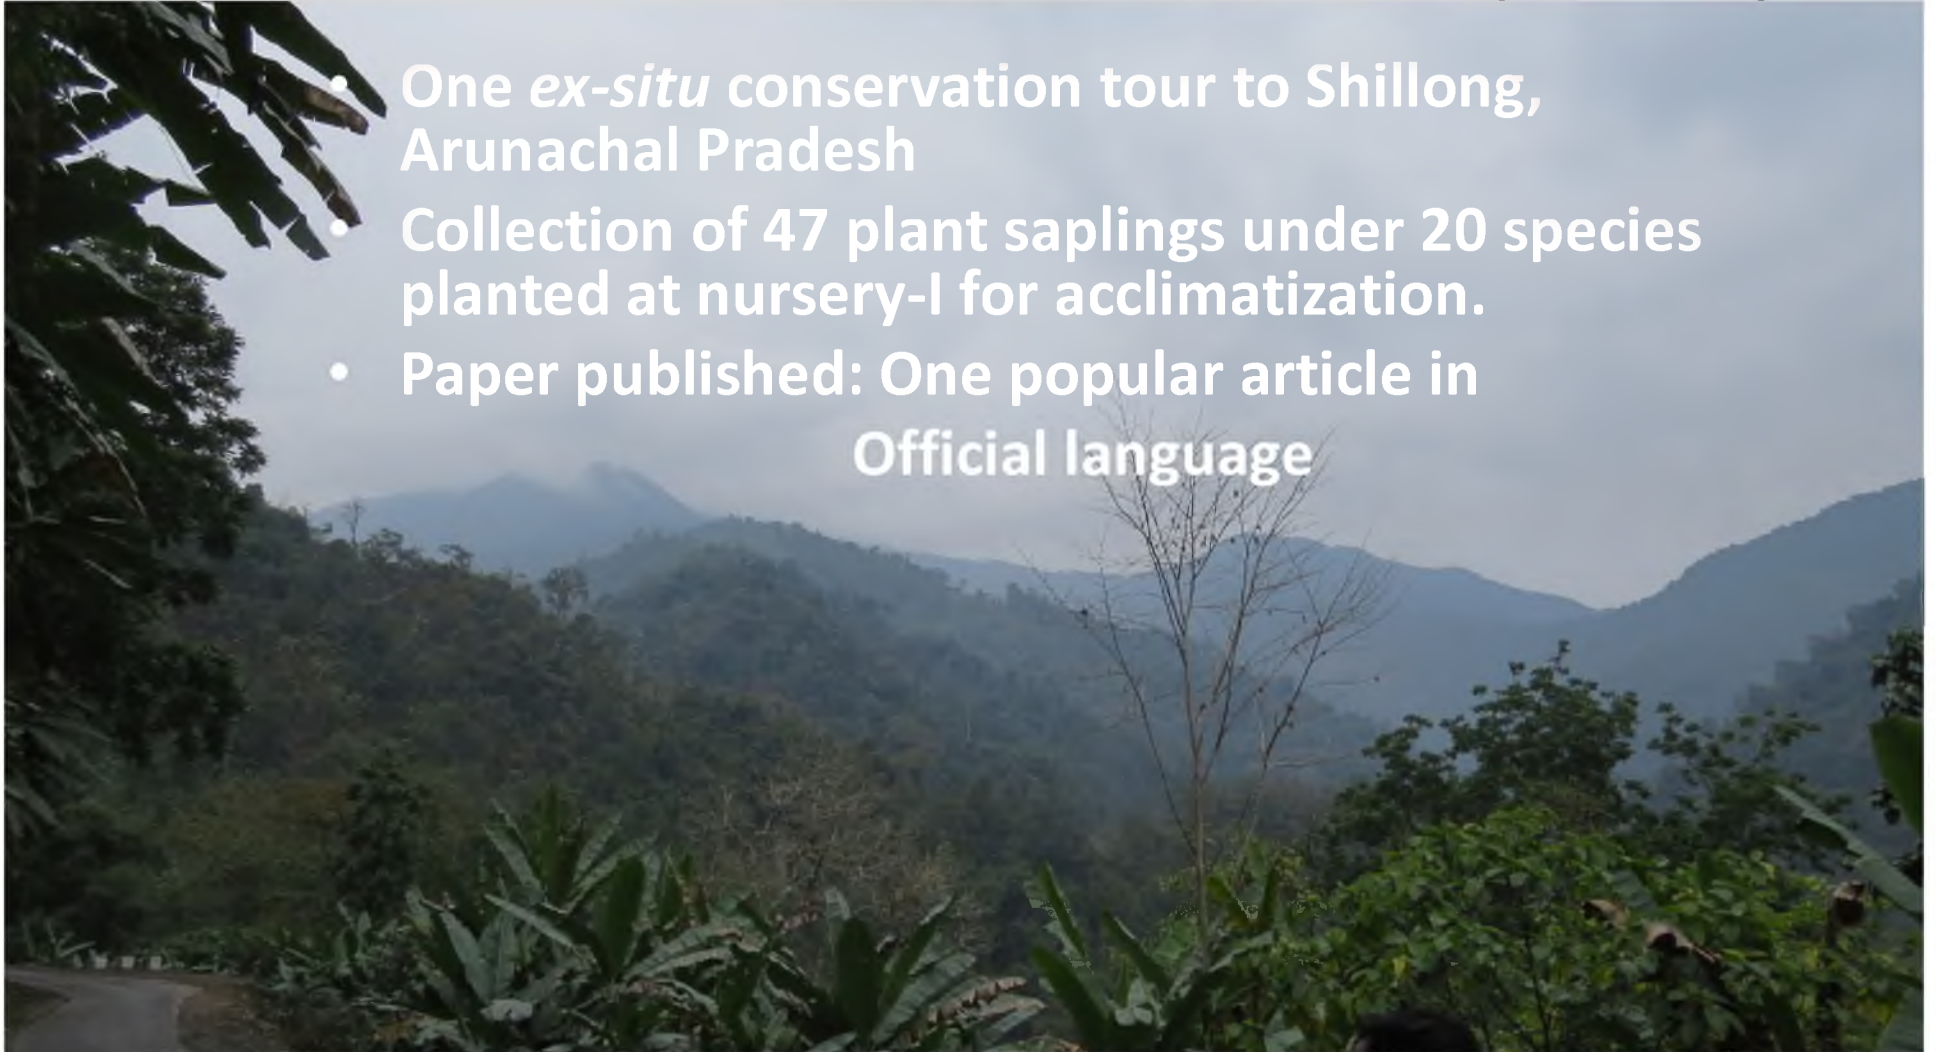 • One ex-situ conservation tour to Shillong,
Arunachal Pradesh
• Collection of 47 plant saplings under 20 species
planted at nursery-I for acclimatization.
• Paper published: One popular article in
Official language